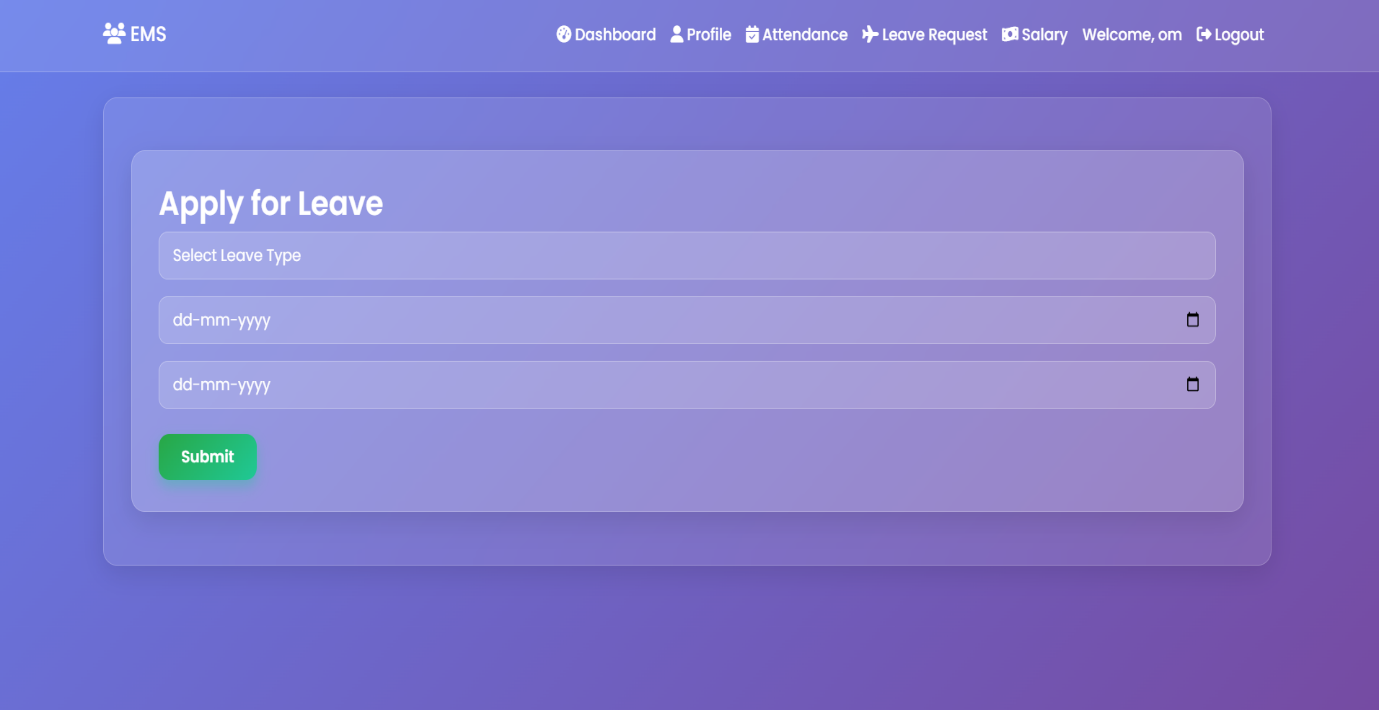 EMS Dashboard Profile Attendance Leave Request Salary Welcome, om Logout
Apply for Leave
Select Leave Type
dd-mm-yyyy
dd-mm-yyyy
Submit